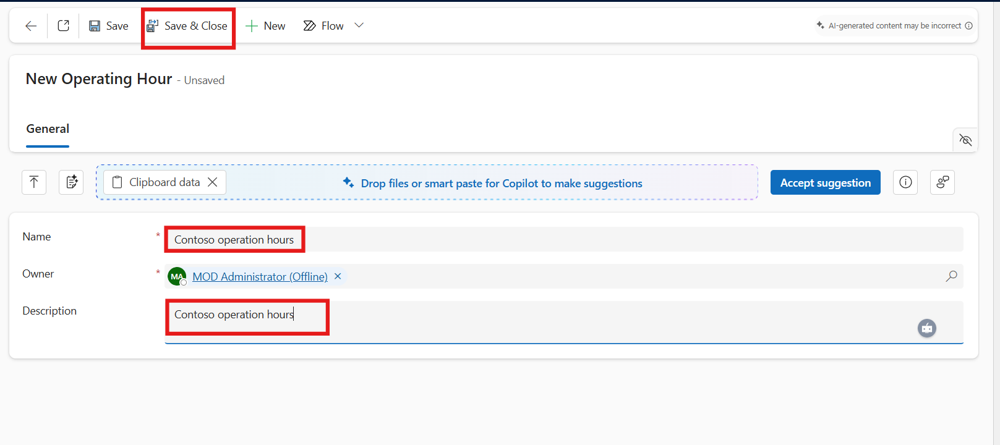 Save Save & Close New Flow AI-generated content may be incorrect
New Operating Hour - Unsaved
General
Clipboard data Drop files or smart paste for Copilot to make suggestions Accept suggestion
Name * Contoso operation hours
Owner * MA MOD Administrator (Offline)
Description Contoso operation hours